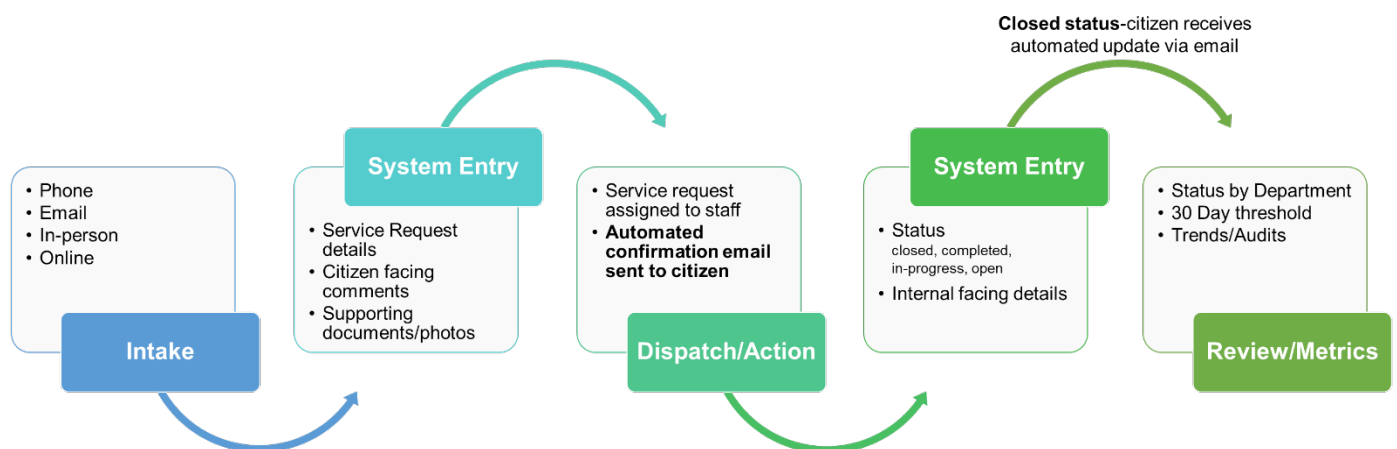 • Phone
• Email
• In-person
• Online
Intake
System Entry
• Service Request
details
• Citizen facing
comments
• Supporting
documents/photos
• Service request
assigned to staff
• Automated
confirmation email
sent to citizen
Dispatch/Action
System Entry
• Status
closed, completed,
in-progress, open
• Internal facing details
Closed status-citizen receives
automated update via email
• Status by Department
• 30 Day threshold
• Trends/Audits
Review/Metrics